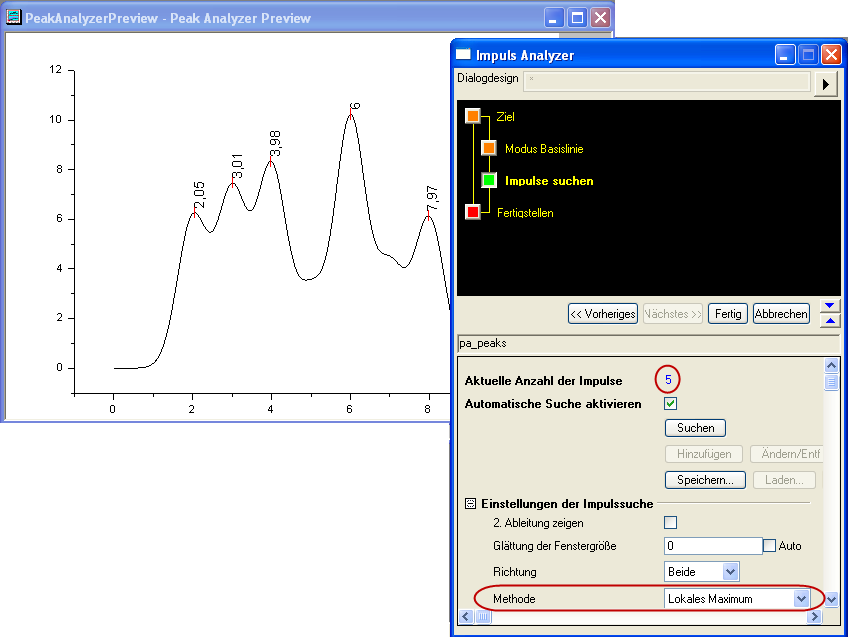 PeakAnalyzerPreview - Peak Analyzer Preview
12
10
8
6
4
2
0
0
2
4
6
8
2,05
3,01
3,98
6
7,97
Impuls Analyzer
Dialogdesign
*
Ziel
Modus Basislinie
Impulse suchen
Fertigstellen
<< Vorheriges
Nächstes >>
Fertig
Abbrechen
pa_peaks
Aktuelle Anzahl der Impulse 5
Automatische Suche aktivieren
Suchen
Hinzufügen
Ändern/Entf
Speichern...
Laden...
Einstellungen der Impulssuche
2. Ableitung zeigen
Glättung der Fenstergröße 0 Auto
Richtung Beide
Methode Lokales Maximum